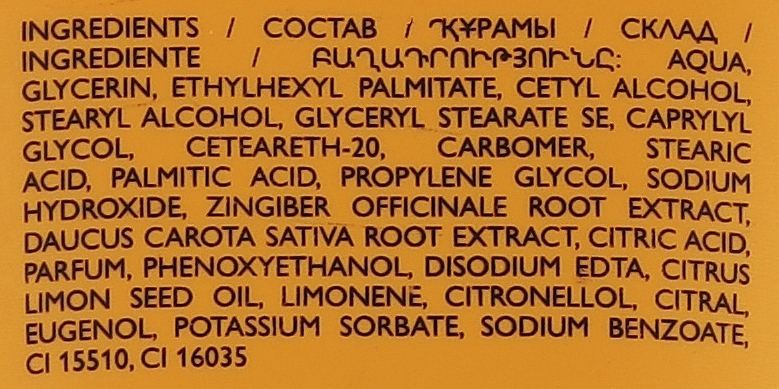 INGREDIENTS / СОСТАВ / ҚҰРАМЫ / СКЛАД /
INGREDIENTE / ԲԱՂԱԴՐՈՒԹՅՈՒՆԸ: AQUA,
GLYCERIN, ETHYLHEXYL PALMITATE, CETYL ALCOHOL,
STEARYL ALCOHOL, GLYCERYL STEARATE SE, CAPRYLYL
GLYCOL, CETEARETH-20, CARBOMER, STEARIC
ACID, PALMITIC ACID, PROPYLENE GLYCOL, SODIUM
HYDROXIDE, ZINGIBER OFFICINALE ROOT EXTRACT,
DAUCUS CAROTA SATIVA ROOT EXTRACT, CITRIC ACID,
PARFUM, PHENOXYETHANOL, DISODIUM EDTA, CITRUS
LIMON SEED OIL, LIMONENE, CITRONELLOL, CITRAL,
EUGENOL, POTASSIUM SORBATE, SODIUM BENZOATE,
CI 15510, CI 16035